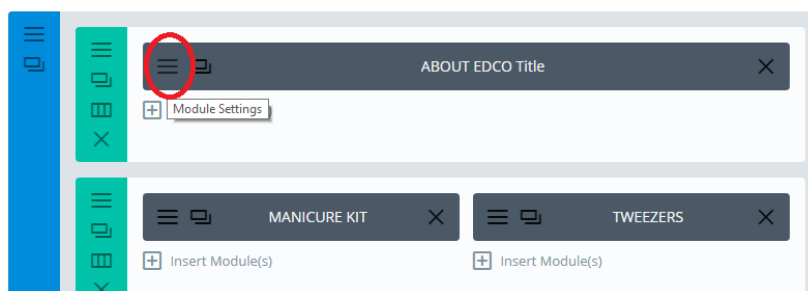 ABOUT EDCO Title
Module Settings
MANICURE KIT
TWEEZERS
Insert Module(s)
Insert Module(s)